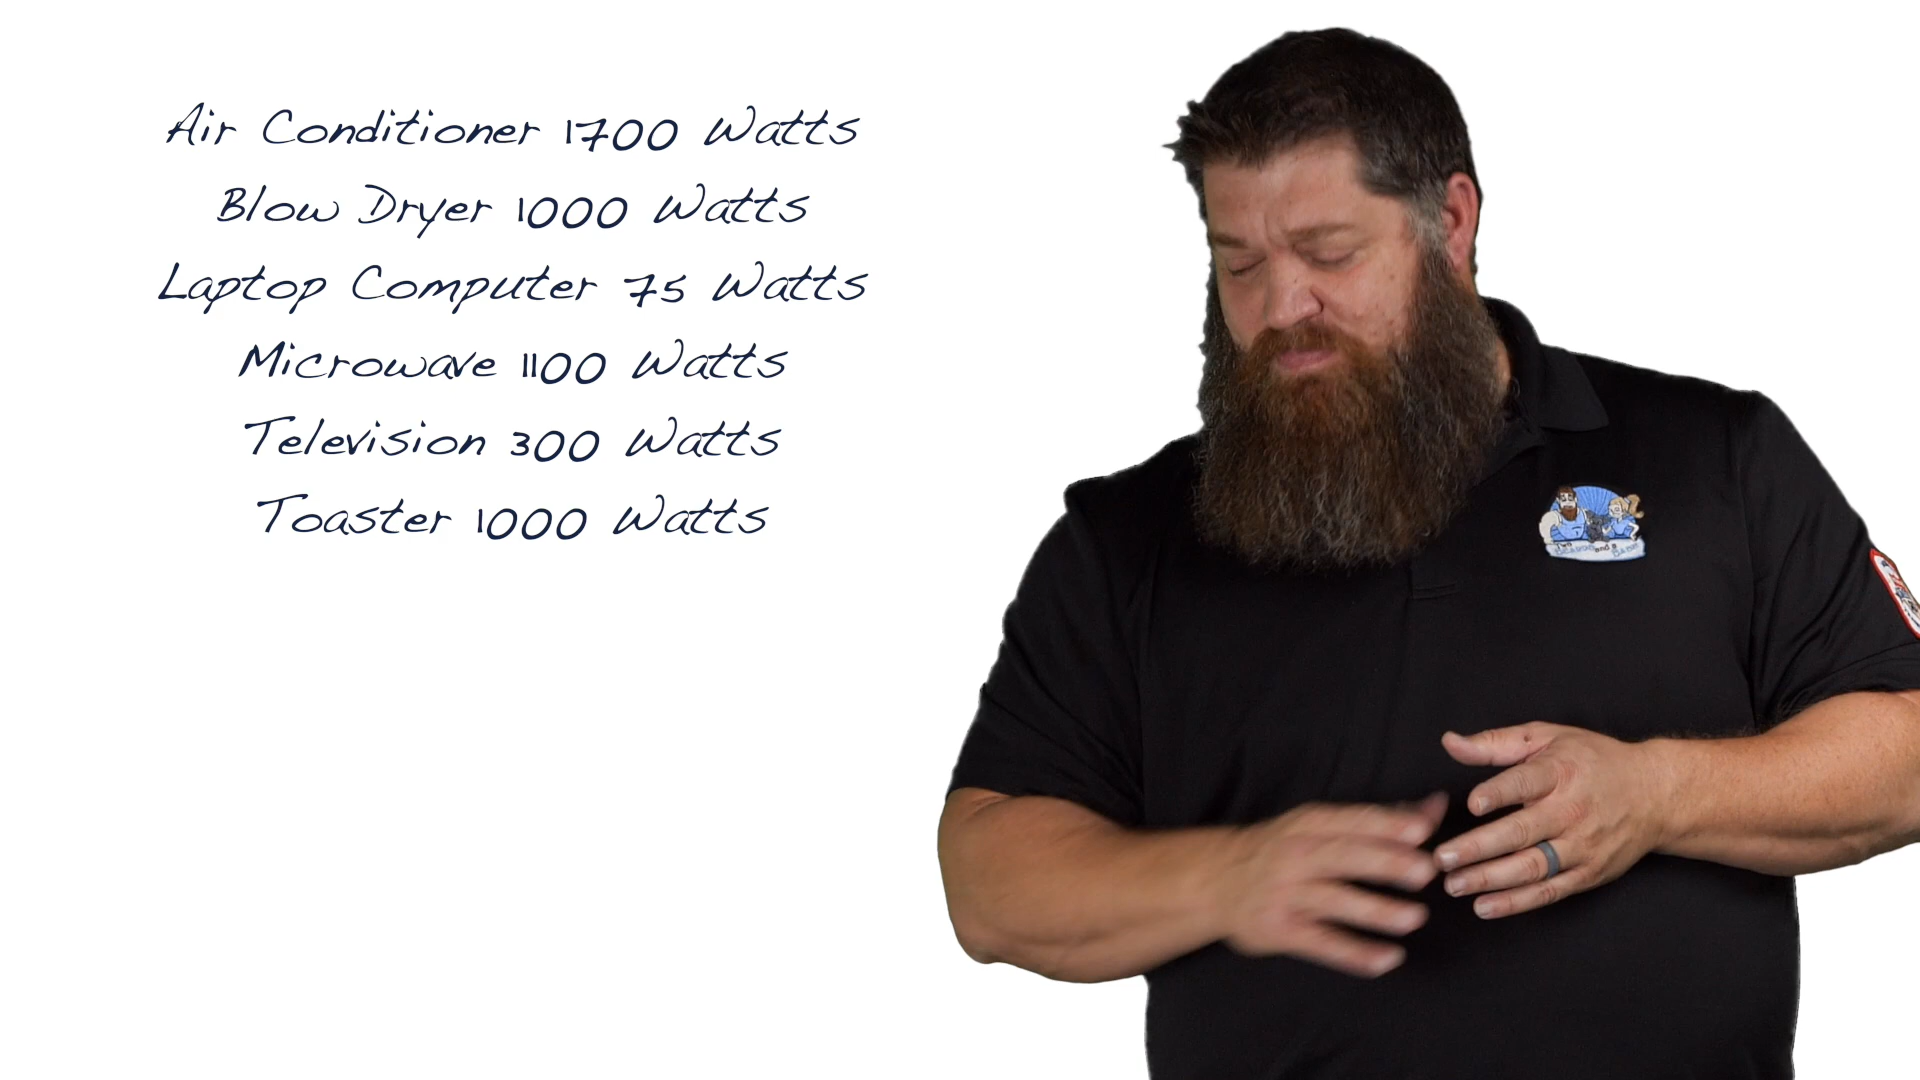 Air Conditioner 1700 Watts
Blow Dryer 1000 Watts
Laptop Computer 75 Watts
Microwave 1100 Watts
Television 300 Watts
Toaster 1000 Watts